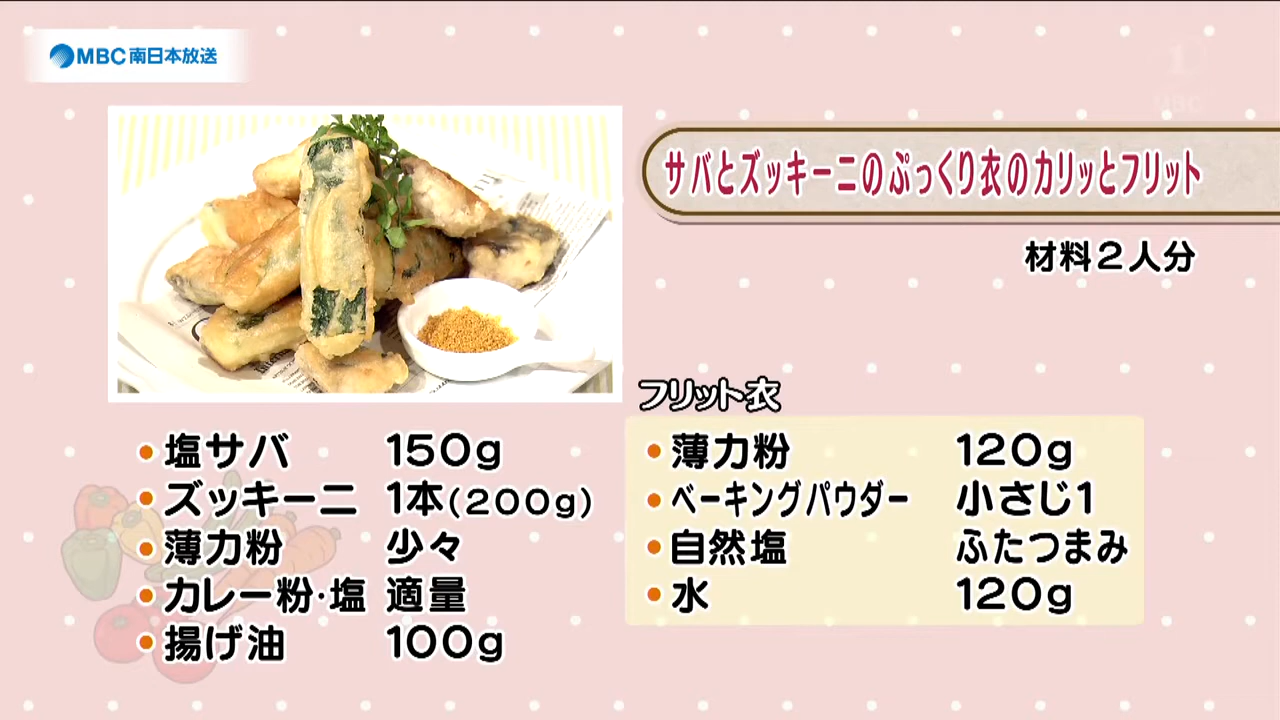 MBC南日本放送
サバとズッキーニのぷっくり衣のカリッとフリット
材料2人分
・塩サバ 150g
・ズッキーニ 1本(200g)
・薄力粉 少々
・カレー粉・塩 適量
・揚げ油 100g
フリット衣
・薄力粉 120g
・ベーキングパウダー 小さじ1
・自然塩 ふたつまみ
・水 120g